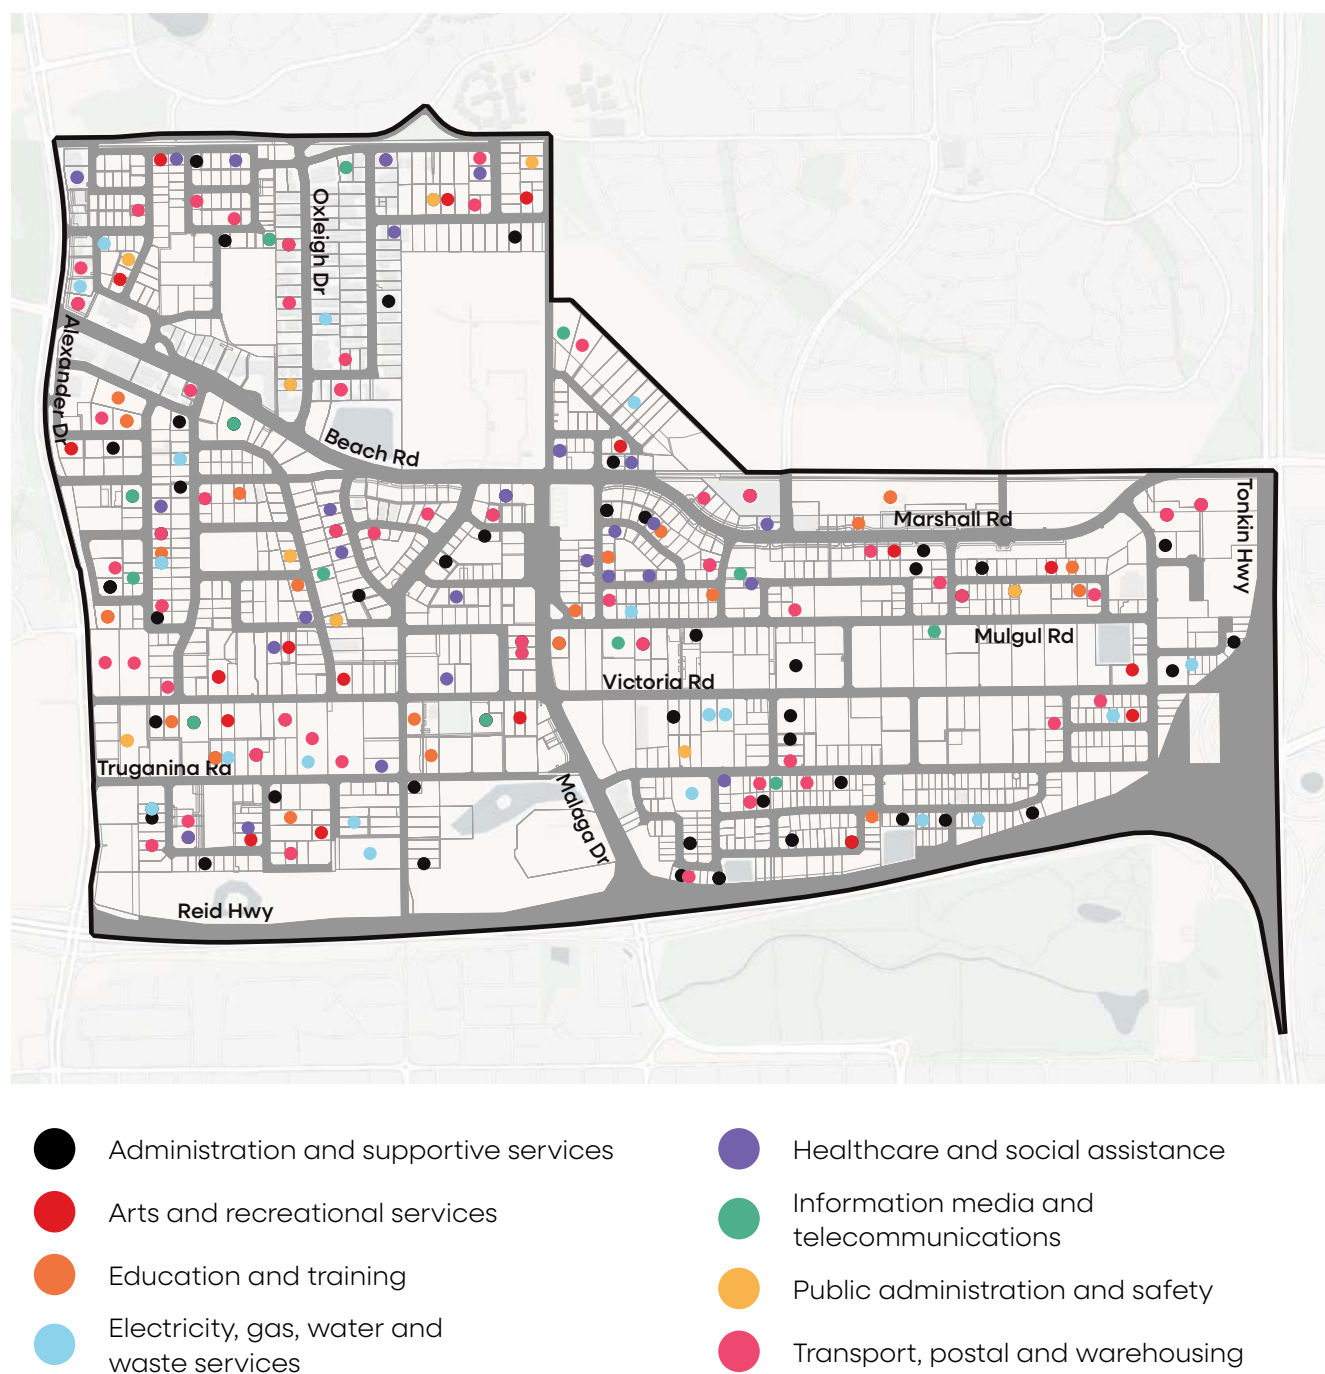 Oxleigh Dr
Alexander Dr
Beach Rd
Marshall Rd
Tonkin Hwy
Mulgul Rd
Victoria Rd
Truganina Rd
Malaga Dr
Reid Hwy
Administration and supportive services
Arts and recreational services
Education and training
Electricity, gas, water and
waste services
Healthcare and social assistance
Information media and
telecommunications
Public administration and safety
Transport, postal and warehousing